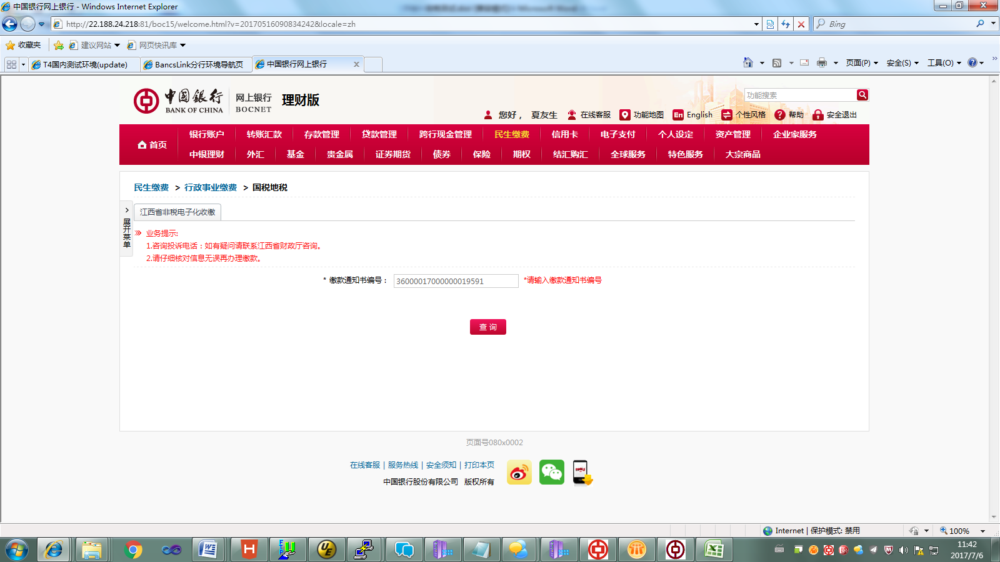 中国银行网上银行 - Windows Internet Explorer
http://22.188.24.218:81/boc15/welcome.html?v=20170516090834242&locale=zh
Bing
收藏夹 建议网站 网页快讯库
T4国内测试环境(update) BancsLink分行环境导航页 中国银行网上银行
页面(P) 安全(S) 工具(O)
中国银行 BANK OF CHINA
网上银行 BOCNET
理财版
功能搜索
您好， 夏友生 在线客服 功能地图 En English 个性风格 帮助 安全退出
首页
银行账户 转账汇款 存款管理 贷款管理 跨行现金管理 民生缴费 信用卡 电子支付 个人设定 资产管理 企业家服务
中银理财 外汇 基金 贵金属 证券期货 债券 保险 期权 结汇购汇 全球服务 特色服务 大宗商品
民生缴费 > 行政事业缴费 > 国税地税
展开菜单
江西省非税电子化收缴
业务提示:
1.咨询投诉电话：如有疑问请联系江西省财政厅咨询。
2.请仔细核对信息无误再办理缴款。
* 缴款通知书编号： 36000017000000019591 *请输入缴款通知书编号
查 询
页面号080x0002
在线客服 | 服务热线 | 安全须知 | 打印本页
中国银行股份有限公司 版权所有
Internet | 保护模式: 禁用
100%
11:42
2017/7/6